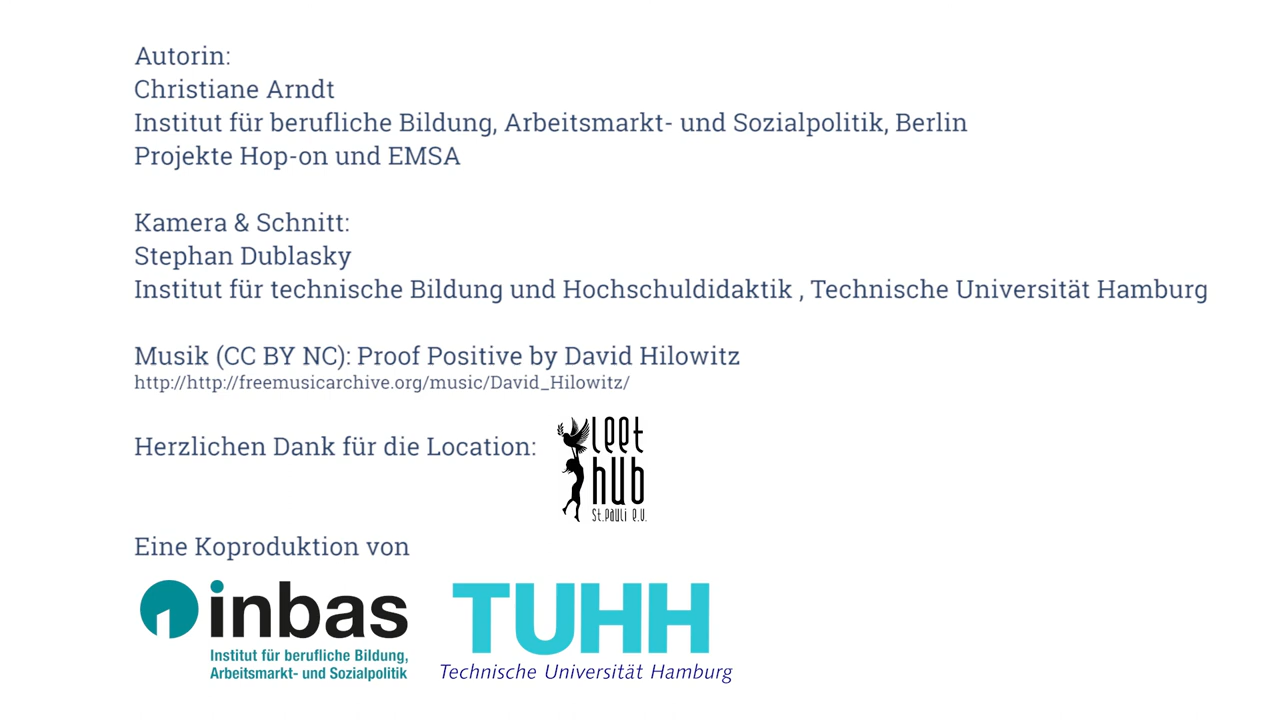 Autorin:
Christiane Arndt
Institut für berufliche Bildung, Arbeitsmarkt- und Sozialpolitik, Berlin
Projekte Hop-on und EMSA
Kamera & Schnitt:
Stephan Dublasky
Institut für technische Bildung und Hochschuldidaktik , Technische Universität Hamburg
Musik (CC BY NC): Proof Positive by David Hilowitz
http://http://freemusicarchive.org/music/David_Hilowitz/
Herzlichen Dank für die Location:
leet
hub
St.Pauli e.V.
Eine Koproduktion von
inbas
Institut für berufliche Bildung,
Arbeitsmarkt- und Sozialpolitik
TUHH
Technische Universität Hamburg